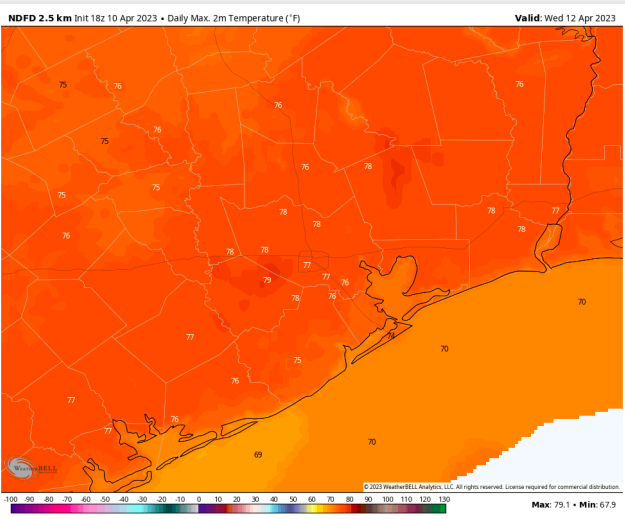 NDFD 2.5 km Init 18z 10 Apr 2023 • Daily Max. 2m Temperature (°F) Valid: Wed 12 Apr 2023
75 76 76 76
76
75
76 78
75 75
78 78 77
78 78
76
78 78
77
79 77 76
78 76
70
77 74
70
75
76
77
76
77
70
69
WeatherBELL
© 2023 WeatherBELL Analytics, LLC. All rights reserved. License required for commercial distribution.
-100 -90 -80 -70 -60 -50 -40 -30 -20 -10 0 10 20 30 40 50 60 70 80 90 100 110 120 130
Max: 79.1 • Min: 67.9